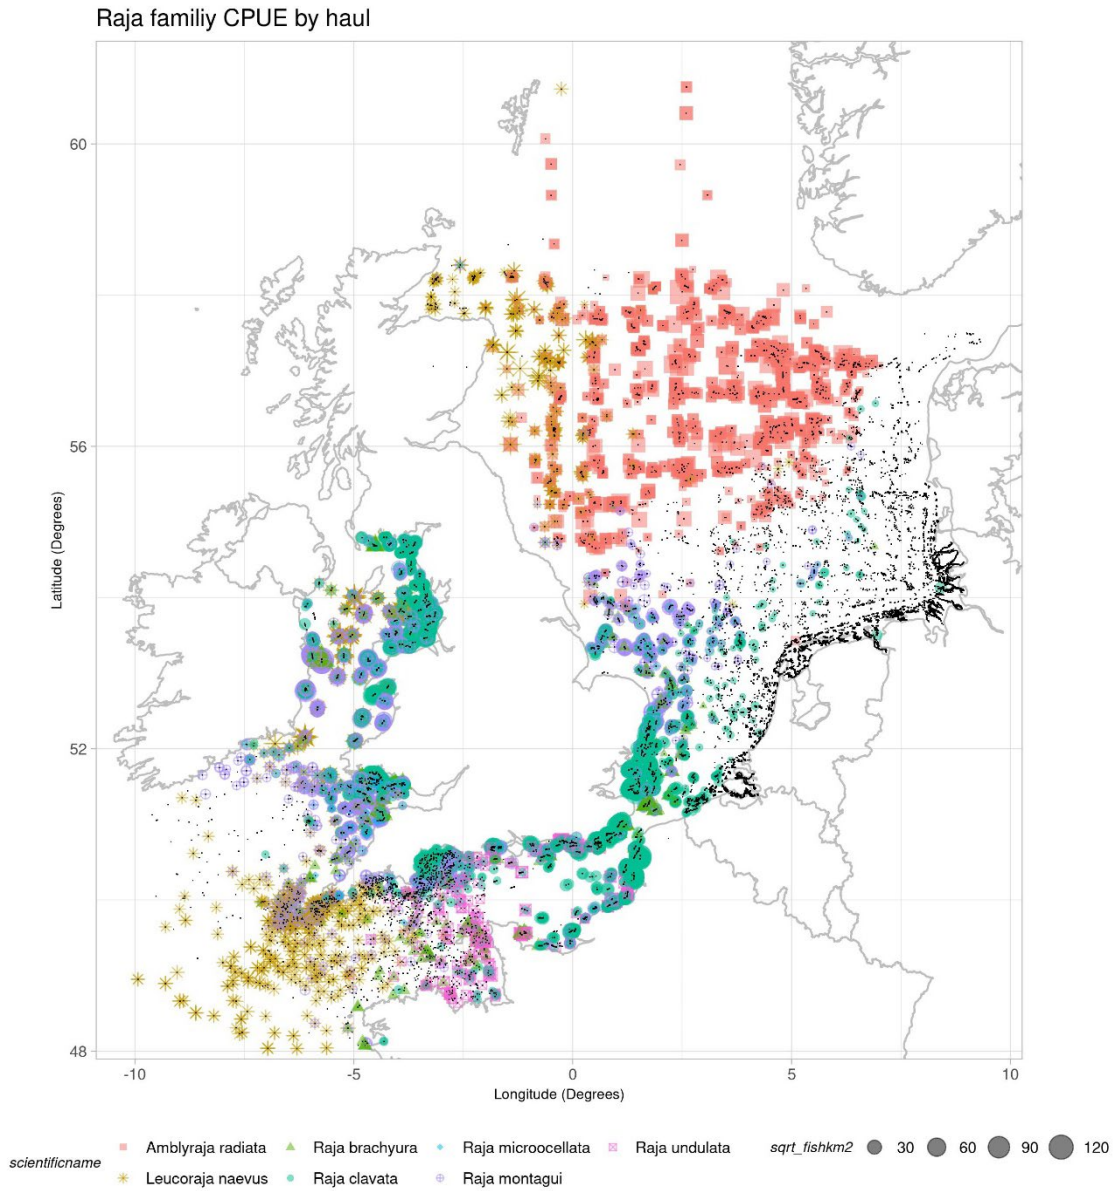 Raja familiy CPUE by haul
60
56
52
48
Latitude (Degrees)
-10 -5 0 5 10
Longitude (Degrees)
scientificname
Amblyraja radiata Raja brachyura Raja microocellata Raja undulata
Leucoraja naevus Raja clavata Raja montagui
sqrt_fishkm2 30 60 90 120